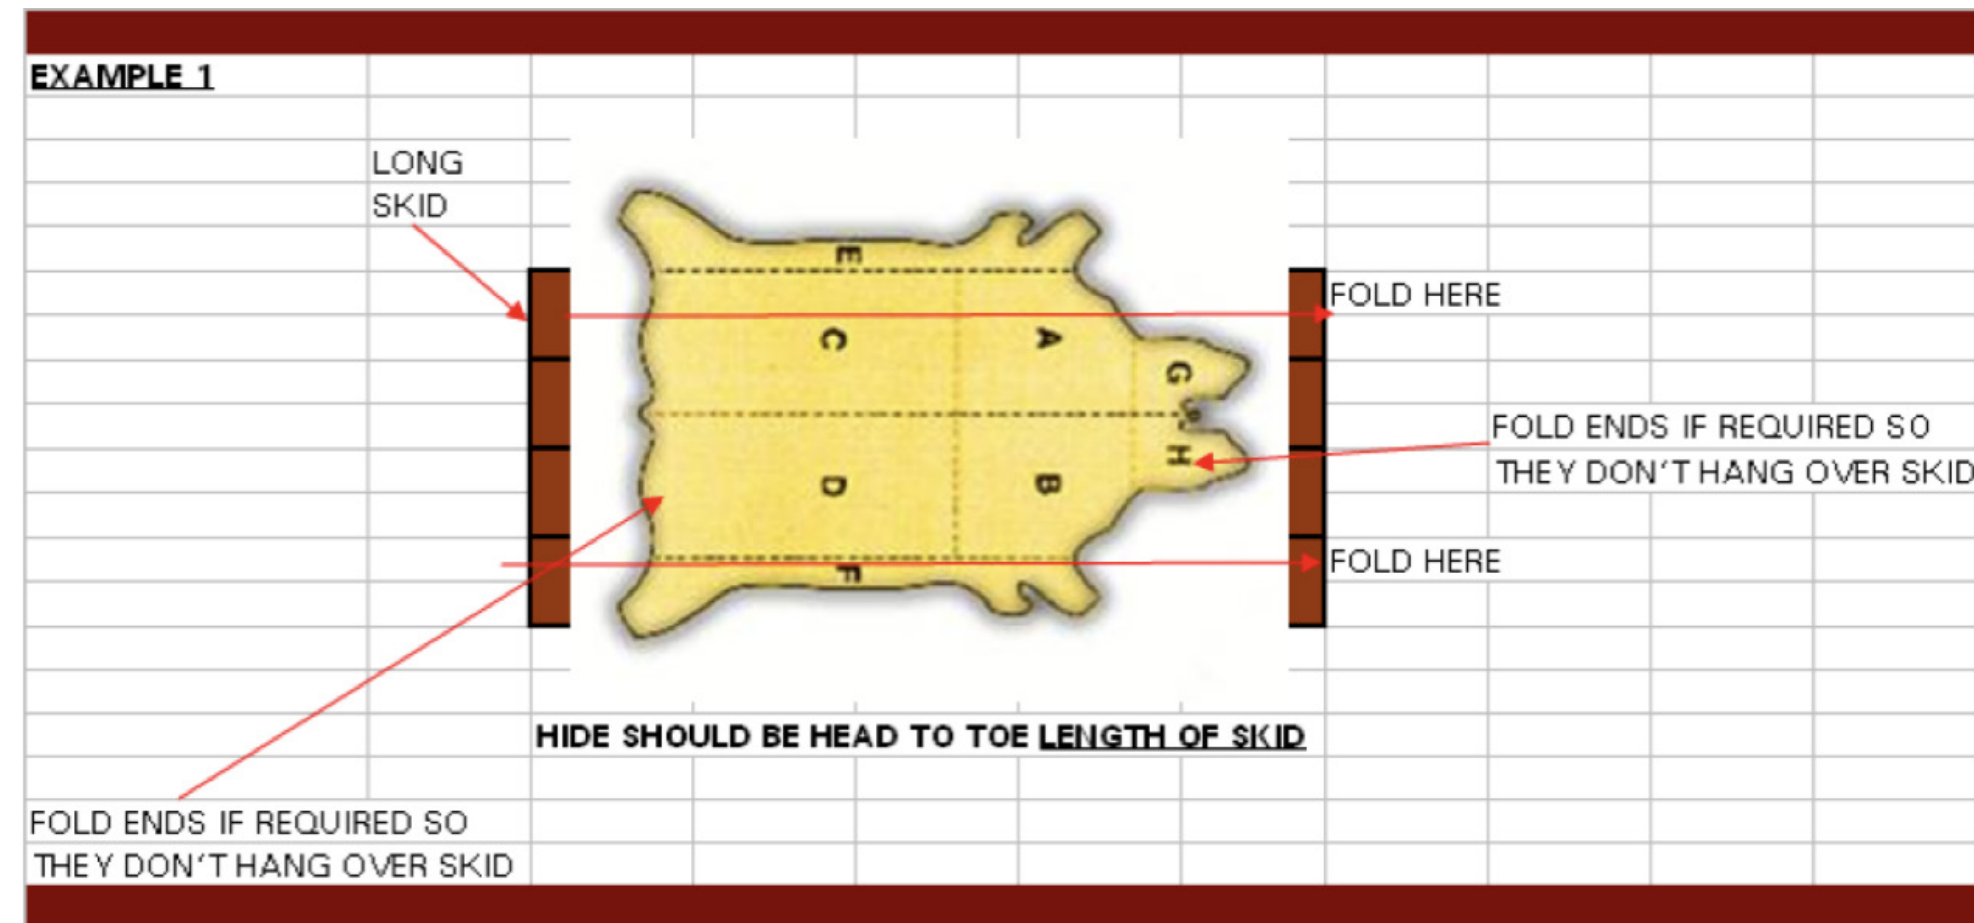 EXAMPLE 1
LONG
SKID
E
FOLD HERE
C
A
G
FOLD ENDS IF REQUIRED SO
THEY DON'T HANG OVER SKID
H
D
B
FOLD HERE
F
HIDE SHOULD BE HEAD TO TOE LENGTH OF SKID
FOLD ENDS IF REQUIRED SO
THEY DON'T HANG OVER SKID